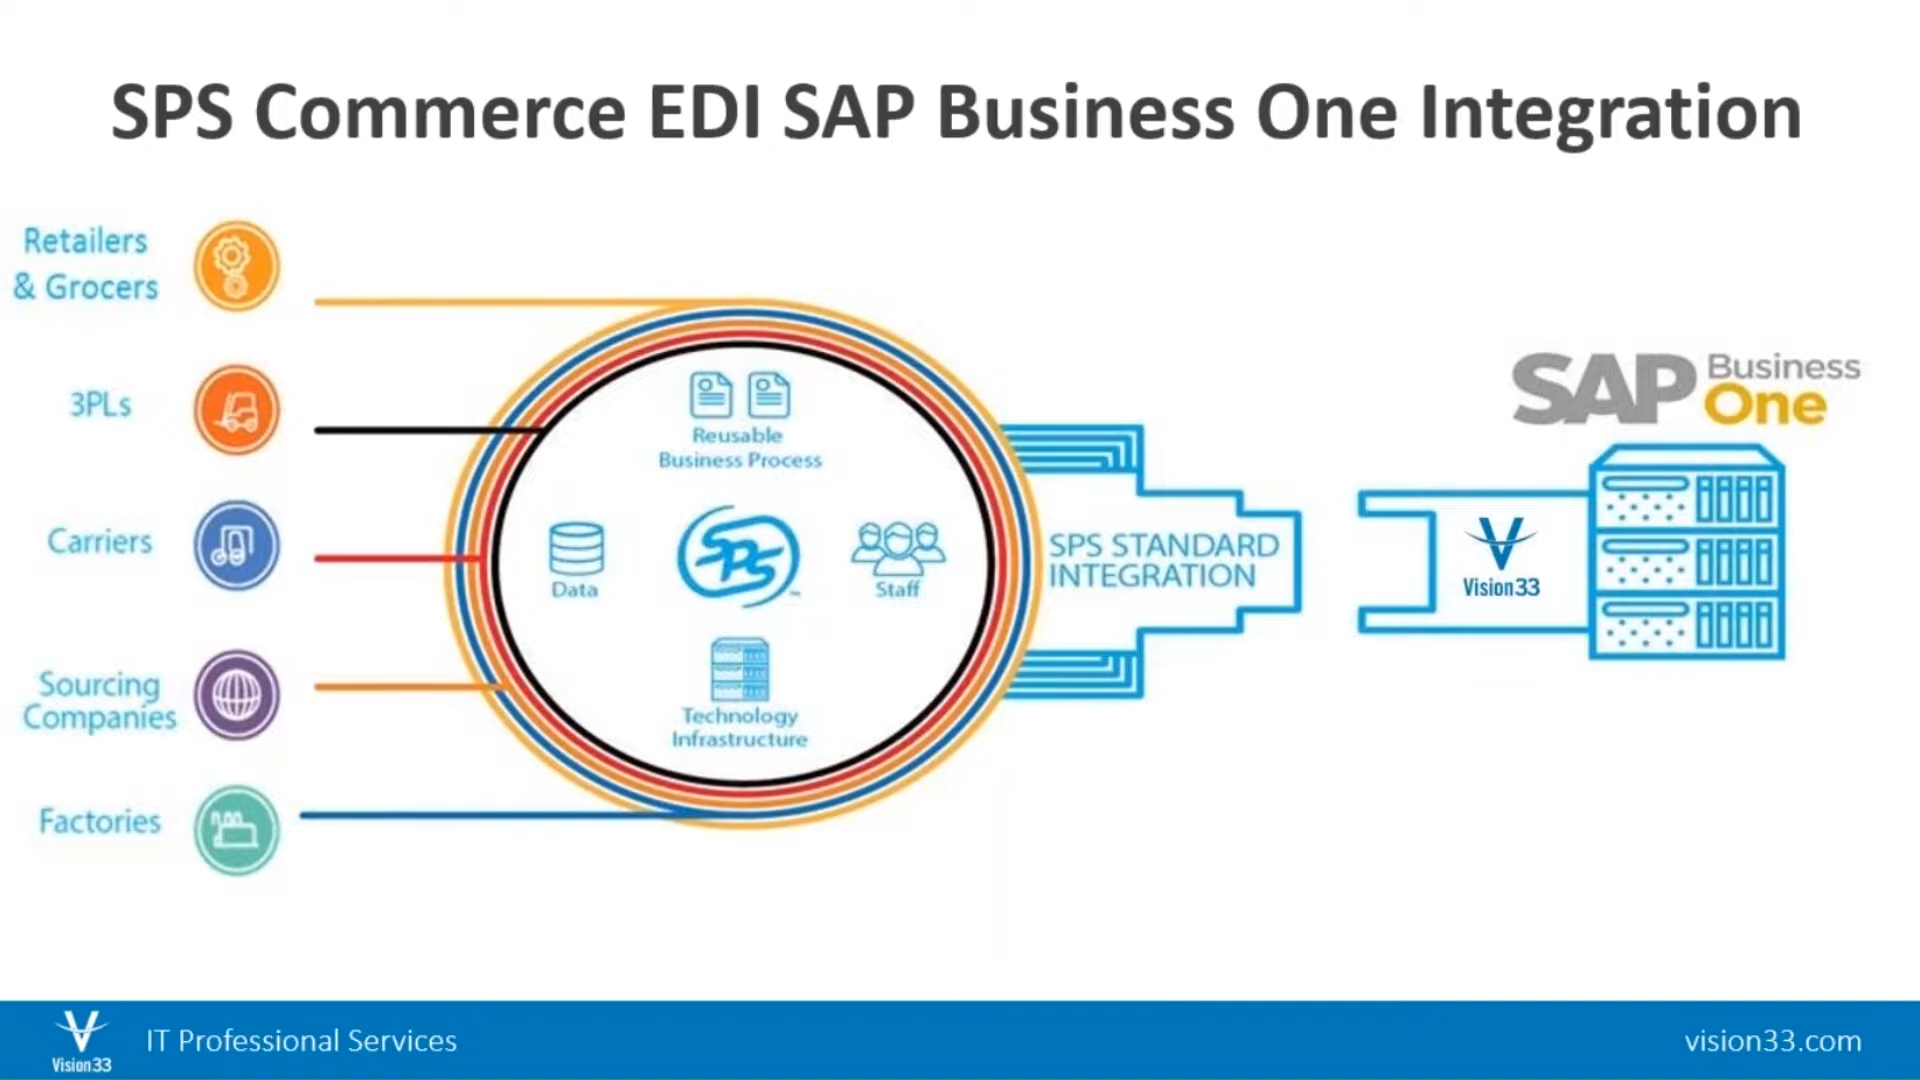 SPS Commerce EDI SAP Business One Integration
Retailers
& Grocers
3PLs
Carriers
Sourcing
Companies
Factories
Reusable
Business Process
Data
SPS
™
Staff
Technology
Infrastructure
SPS STANDARD
INTEGRATION
SAP Business
One
Vision33
Vision33
IT Professional Services
vision33.com